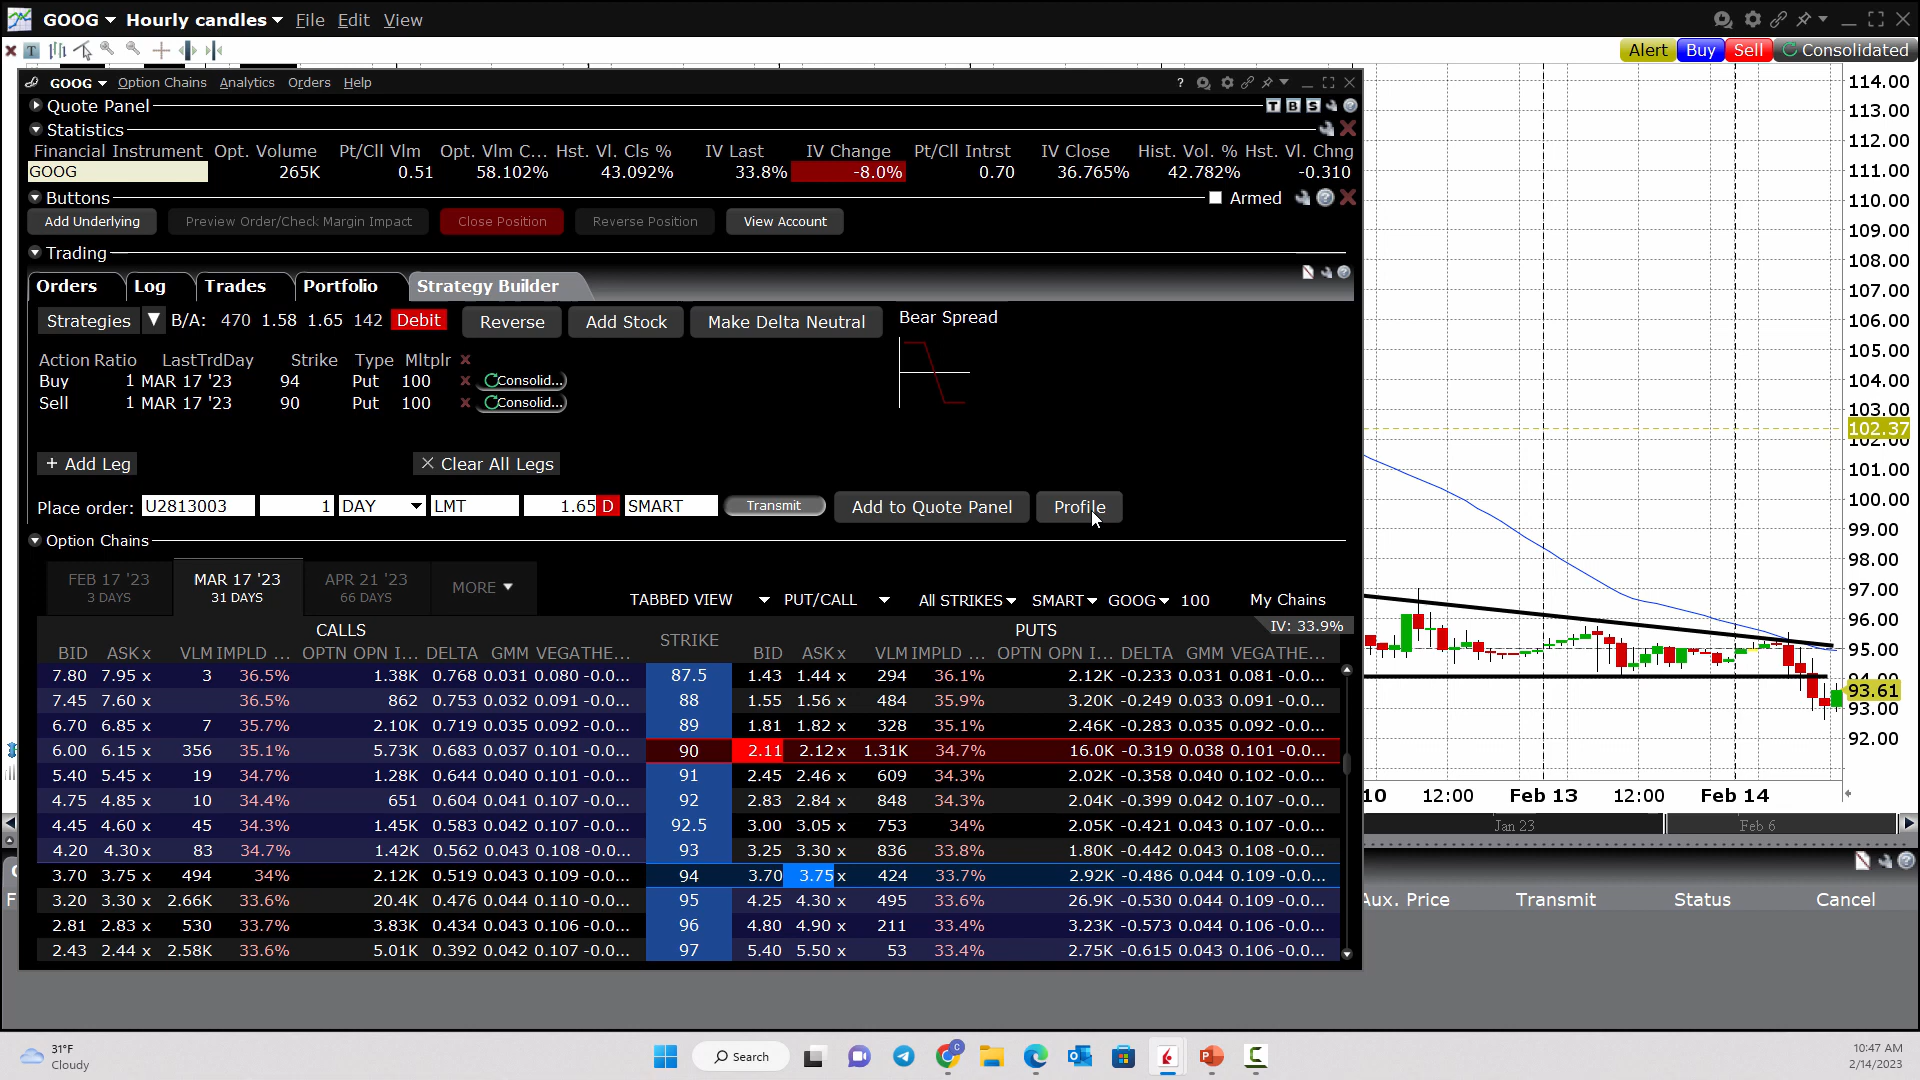 GOOG Hourly candles File Edit View
Alert Buy Sell Consolidated
GOOG Option Chains Analytics Orders Help ?
Quote Panel T B S
Statistics
Financial Instrument Opt. Volume Pt/Cll Vlm Opt. Vlm C... Hst. Vl. Cls % IV Last IV Change Pt/Cll Intrst IV Close Hist. Vol. % Hst. Vl. Chng
GOOG 265K 0.51 58.102% 43.092% 33.8% -8.0% 0.70 36.765% 42.782% -0.310
Buttons Armed
Add Underlying Preview Order/Check Margin Impact Close Position Reverse Position View Account
Trading
Orders Log Trades Portfolio Strategy Builder
Strategies B/A: 470 1.58 1.65 142 Debit Reverse Add Stock Make Delta Neutral Bear Spread
Action Ratio LastTrdDay Strike Type Mltplr
Buy 1 MAR 17 '23 94 Put 100 Consolid...
Sell 1 MAR 17 '23 90 Put 100 Consolid...
+ Add Leg Clear All Legs
Place order: U2813003 1 DAY LMT 1.65 D SMART Transmit Add to Quote Panel Profile
Option Chains
FEB 17 '23 MAR 17 '23 APR 21 '23 MORE
3 DAYS 31 DAYS 66 DAYS
TABBED VIEW PUT/CALL All STRIKES SMART GOOG 100 My Chains
IV: 33.9%
CALLS STRIKE PUTS
BID ASK x VLM IMPLD ... OPTN OPN I... DELTA GMM VEGA THE... BID ASK x VLM IMPLD ... OPTN OPN I... DELTA GMM VEGA THE...
7.80 7.95 x 3 36.5% 1.38K 0.768 0.031 0.080 -0.0... 87.5 1.43 1.44 x 294 36.1% 2.12K -0.233 0.031 0.081 -0.0...
7.45 7.60 x 36.5% 862 0.753 0.032 0.091 -0.0... 88 1.55 1.56 x 484 35.9% 3.20K -0.249 0.033 0.091 -0.0...
6.70 6.85 x 7 35.7% 2.10K 0.719 0.035 0.092 -0.0... 89 1.81 1.82 x 328 35.1% 2.46K -0.283 0.035 0.092 -0.0...
6.00 6.15 x 356 35.1% 5.73K 0.683 0.037 0.101 -0.0... 90 2.11 2.12 x 1.31K 34.7% 16.0K -0.319 0.038 0.101 -0.0...
5.40 5.45 x 19 34.7% 1.28K 0.644 0.040 0.101 -0.0... 91 2.45 2.46 x 609 34.3% 2.02K -0.358 0.040 0.102 -0.0...
4.75 4.85 x 10 34.4% 651 0.604 0.041 0.107 -0.0... 92 2.83 2.84 x 848 34.3% 2.04K -0.399 0.042 0.107 -0.0...
4.45 4.60 x 45 34.3% 1.45K 0.583 0.042 0.107 -0.0... 92.5 3.00 3.05 x 753 34% 2.05K -0.421 0.043 0.107 -0.0...
4.20 4.30 x 83 34.7% 1.42K 0.562 0.043 0.108 -0.0... 93 3.25 3.30 x 836 33.8% 1.80K -0.442 0.043 0.108 -0.0...
3.70 3.75 x 494 34% 2.12K 0.519 0.043 0.109 -0.0... 94 3.70 3.75 x 424 33.7% 2.92K -0.486 0.044 0.109 -0.0...
3.20 3.30 x 2.66K 33.6% 20.4K 0.476 0.044 0.110 -0.0... 95 4.25 4.30 x 495 33.6% 26.9K -0.530 0.044 0.109 -0.0...
2.81 2.83 x 530 33.7% 3.83K 0.434 0.043 0.106 -0.0... 96 4.80 4.90 x 211 33.4% 3.23K -0.573 0.044 0.106 -0.0...
2.43 2.44 x 2.58K 33.6% 5.01K 0.392 0.042 0.107 -0.0... 97 5.40 5.50 x 53 33.4% 2.75K -0.615 0.043 0.106 -0.0...
114.00
113.00
112.00
111.00
110.00
109.00
108.00
107.00
106.00
105.00
104.00
103.00
102.37
102.00
101.00
100.00
99.00
98.00
97.00
96.00
95.00
94.00
93.61
93.00
92.00
10 12:00 Feb 13 12:00 Feb 14
Jan 23 Feb 6
Aux. Price Transmit Status Cancel
F
31°F
Cloudy
Search
10:47 AM
2/14/2023